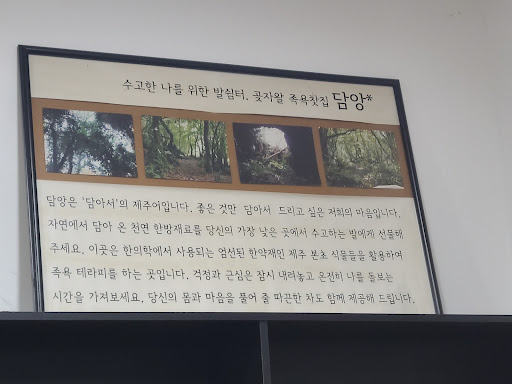 수고한 나를 위한 발쉼터. 곶자왈 족욕찻집 담앙*
담앙은 '담아서'의 제주어입니다. 좋은 것만 담아서 드리고 싶은 저희의 마음입니다.
자연에서 담아 온 천연 한방재료를 당신의 가장 낮은 곳에서 수고하는 발에게 선물해
주세요. 이곳은 한의학에서 사용되는 엄선된 한약재인 제주 본초 식물들을 활용하여
족욕 테라피를 하는 곳입니다. 걱정과 근심은 잠시 내려놓고 온전히 나를 돌보는
시간을 가져보세요. 당신의 몸과 마음을 풀어 줄 따끈한 차도 함께 제공해 드립니다.